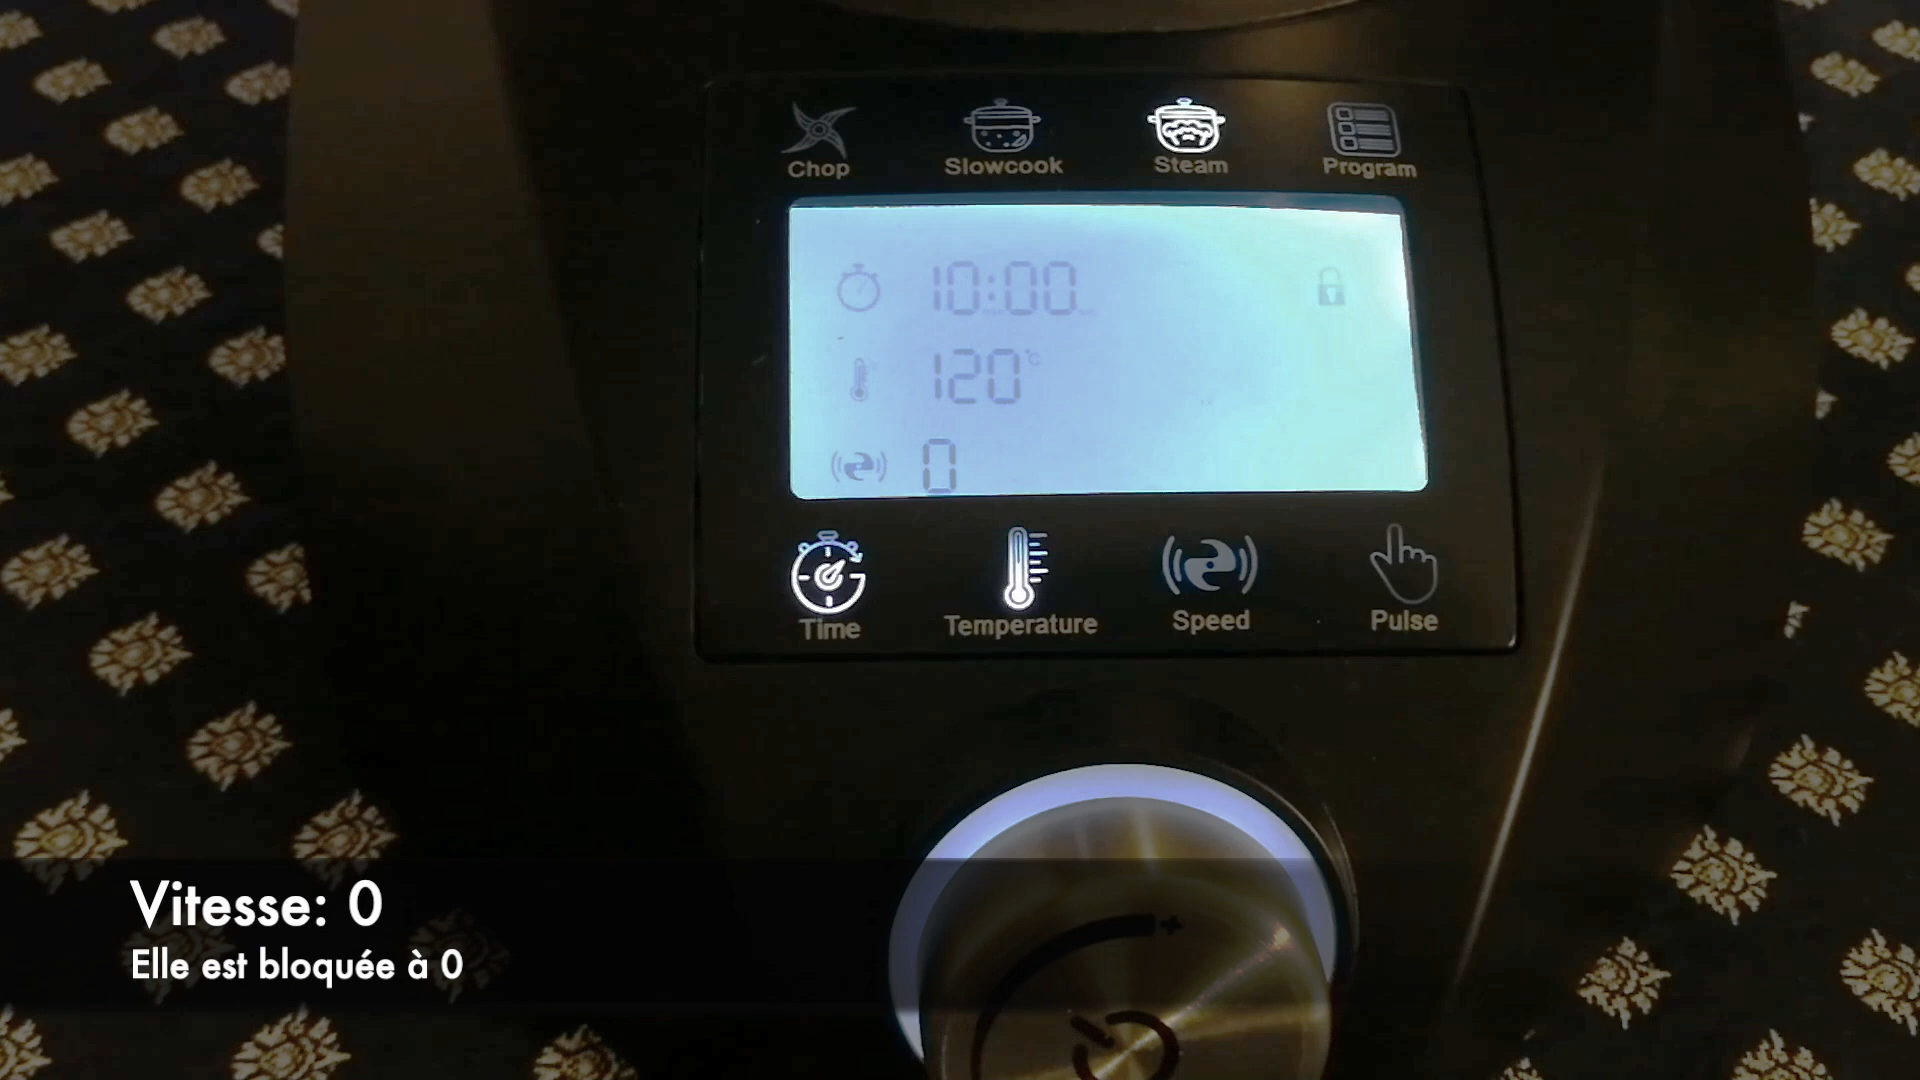 Chop Slowcook Steam Program
10:00
120°C
0
Time Temperature Speed Pulse
+
Vitesse: 0
Elle est bloquée à 0